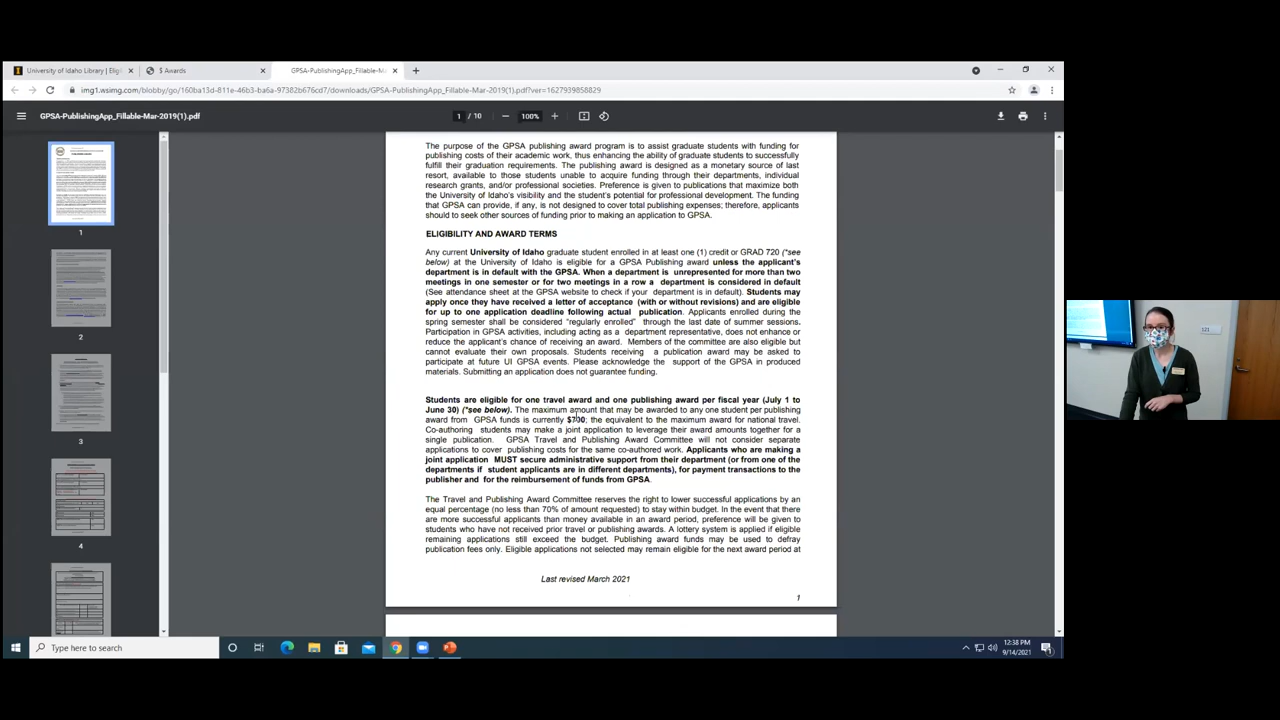 University of Idaho Library | Eligi
$ Awards
GPSA-PublishingApp_Fillable-Ma
img1.wsimg.com/blobby/go/160ba13d-811e-46b3-ba6a-97382b676cd7/downloads/GPSA-PublishingApp_Fillable-Mar-2019(1).pdf?ver=1627939858829
GPSA-PublishingApp_Fillable-Mar-2019(1).pdf
1 / 10
100%
The purpose of the GPSA publishing award program is to assist graduate students with funding for
publishing costs of their academic work, thus enhancing the ability of graduate students to successfully
fulfill their graduation requirements. The publishing award is designed as a monetary source of last
resort, available to those students unable to acquire funding through their departments, individual
research grants, and/or professional societies. Preference is given to publications that maximize both
the University of Idaho's visibility and the student's potential for professional development. The funding
that GPSA can provide, if any, is not designed to cover total publishing expenses; therefore, applicants
should to seek other sources of funding prior to making an application to GPSA.
ELIGIBILITY AND AWARD TERMS
Any current University of Idaho graduate student enrolled in at least one (1) credit or GRAD 720 (*see
below) at the University of Idaho is eligible for a GPSA Publishing award unless the applicant's
department is in default with the GPSA. When a department is unrepresented for more than two
meetings in one semester or for two meetings in a row a department is considered in default
(See attendance sheet at the GPSA website to check if your department is in default). Students may
apply once they have received a letter of acceptance (with or without revisions) and are eligible
for up to one application deadline following actual publication. Applicants enrolled during the
spring semester shall be considered "regularly enrolled" through the last date of summer sessions.
Participation in GPSA activities, including acting as a department representative, does not enhance or
reduce the applicant's chance of receiving an award. Members of the committee are also eligible but
cannot evaluate their own proposals. Students receiving a publication award may be asked to
participate at future UI GPSA events. Please acknowledge the support of the GPSA in produced
materials. Submitting an application does not guarantee funding.
Students are eligible for one travel award and one publishing award per fiscal year (July 1 to
June 30) (*see below). The maximum amount that may be awarded to any one student per publishing
award from GPSA funds is currently $700; the equivalent to the maximum award for national travel.
Co-authoring students may make a joint application to leverage their award amounts together for a
single publication. GPSA Travel and Publishing Award Committee will not consider separate
applications to cover publishing costs for the same co-authored work. Applicants who are making a
joint application MUST secure administrative support from their department (or from one of the
departments if student applicants are in different departments), for payment transactions to the
publisher and for the reimbursement of funds from GPSA.
The Travel and Publishing Award Committee reserves the right to lower successful applications by an
equal percentage (no less than 70% of amount requested) to stay within budget. In the event that there
are more successful applicants than money available in an award period, preference will be given to
students who have not received prior travel or publishing awards. A lottery system is applied if eligible
remaining applications still exceed the budget. Publishing award funds may be used to defray
publication fees only. Eligible applications not selected may remain eligible for the next award period at
Last revised March 2021
1
1
2
3
4
Type here to search
12:38 PM
9/14/2021